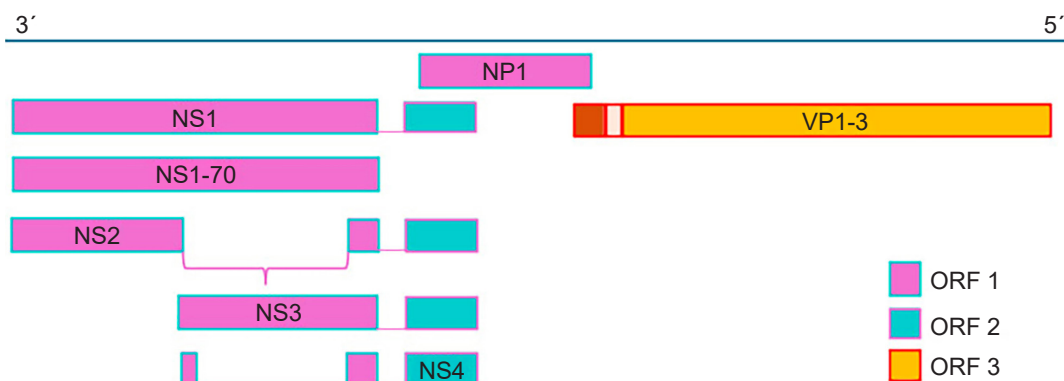 3´ 5´
NP1
NS1 VP1-3
NS1-70
NS2
ORF 1
NS3
ORF 2
NS4 ORF 3